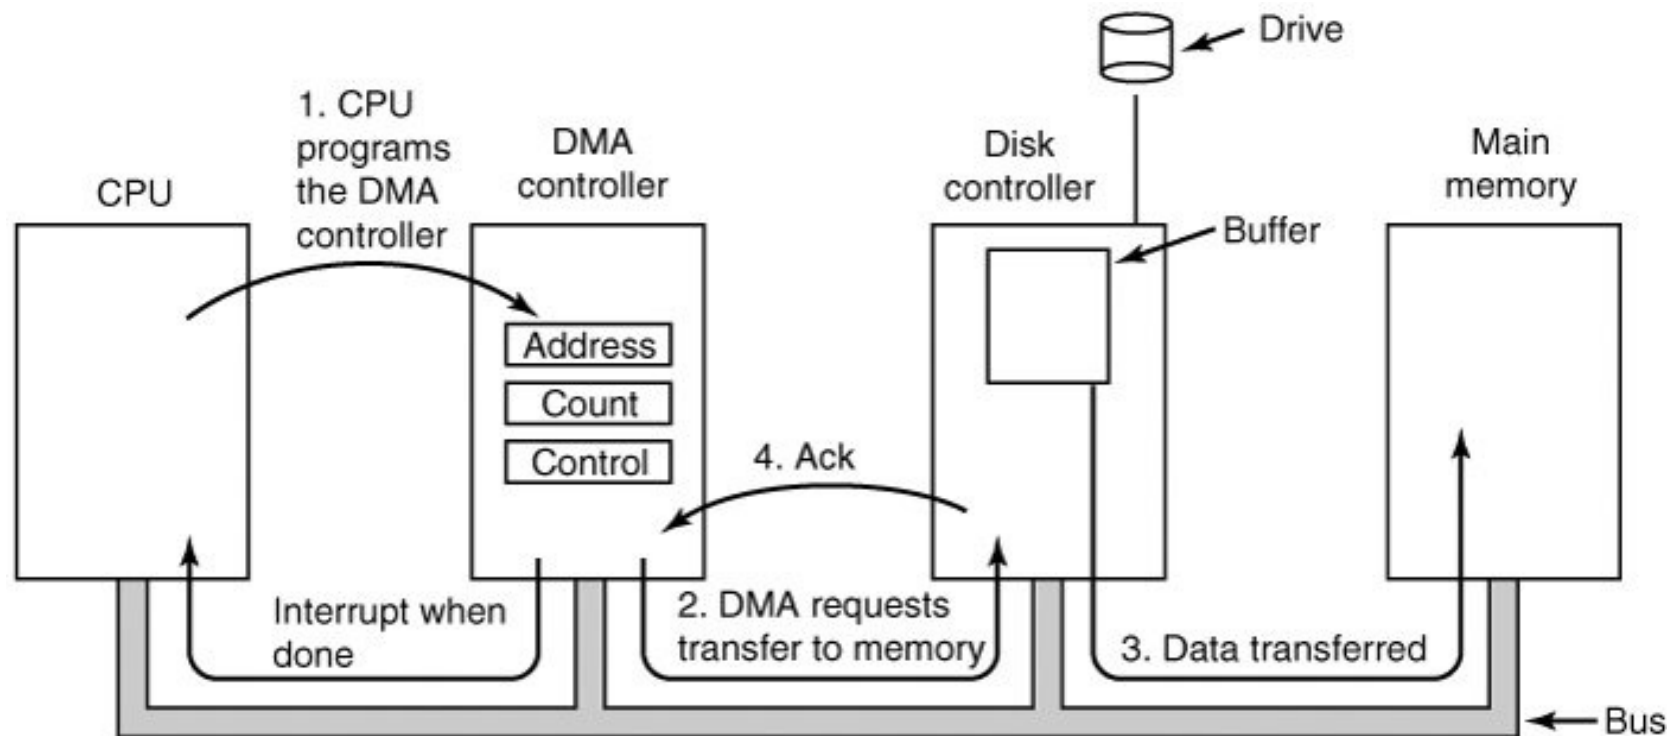 Drive
1. CPU
programs
the DMA
controller
CPU
DMA
controller
Disk
controller
Main
memory
Buffer
Address
Count
Control
4. Ack
Interrupt when
done
2. DMA requests
transfer to memory
3. Data transferred
Bus